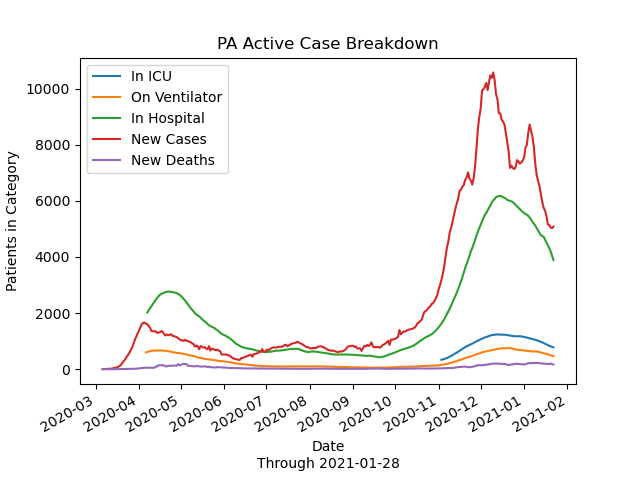 PA Active Case Breakdown
In ICU
On Ventilator
In Hospital
New Cases
New Deaths
Patients in Category
10000
8000
6000
4000
2000
0
2020-03
2020-04
2020-05
2020-06
2020-07
2020-08
2020-09
2020-10
2020-11
2020-12
2021-01
2021-02
Date
Through 2021-01-28